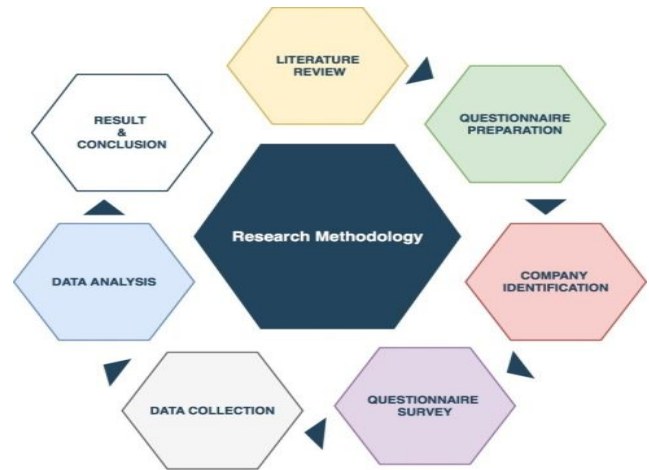 LITERATURE
REVIEW
QUESTIONNAIRE
PREPARATION
COMPANY
IDENTIFICATION
QUESTIONNAIRE
SURVEY
DATA COLLECTION
DATA ANALYSIS
RESULT
&
CONCLUSION
Research Methodology